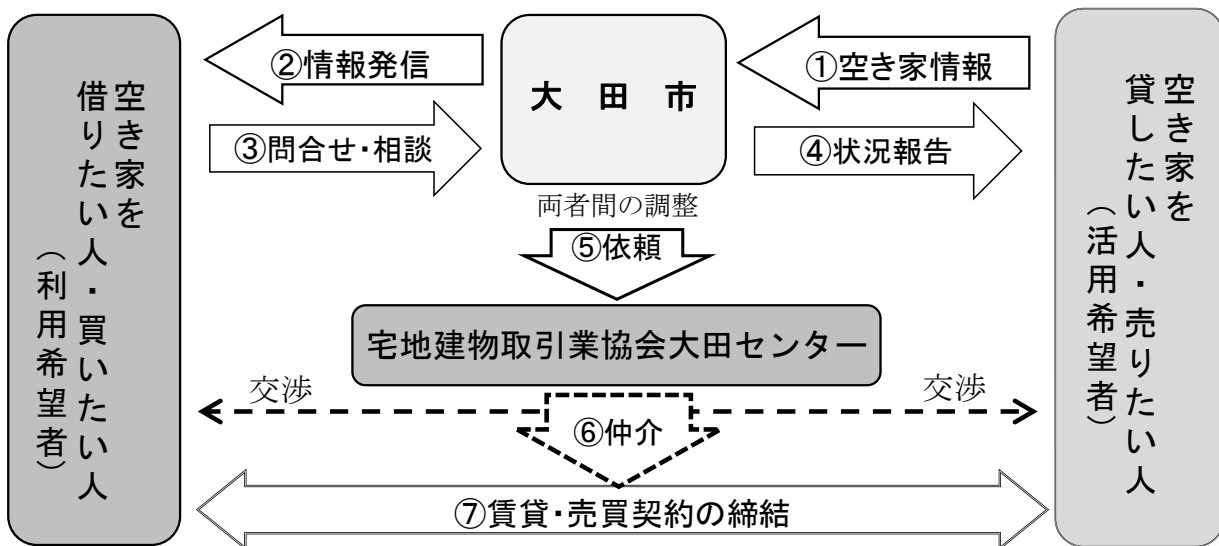 空き家を
借りたい人・買いたい人
（利用希望者）
②情報発信
③問合せ・相談
大　田　市
両者間の調整
①空き家情報
④状況報告
⑤依頼
宅地建物取引業協会大田センター
交渉
交渉
⑥仲介
⑦賃貸・売買契約の締結
空き家を
貸したい人・売りたい人
（活用希望者）